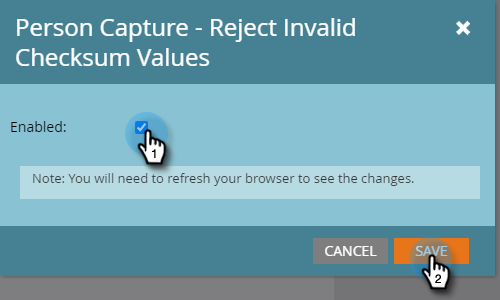 Person Capture - Reject Invalid
Checksum Values
Enabled:
1
Note: You will need to refresh your browser to see the changes.
CANCEL
SAVE
2